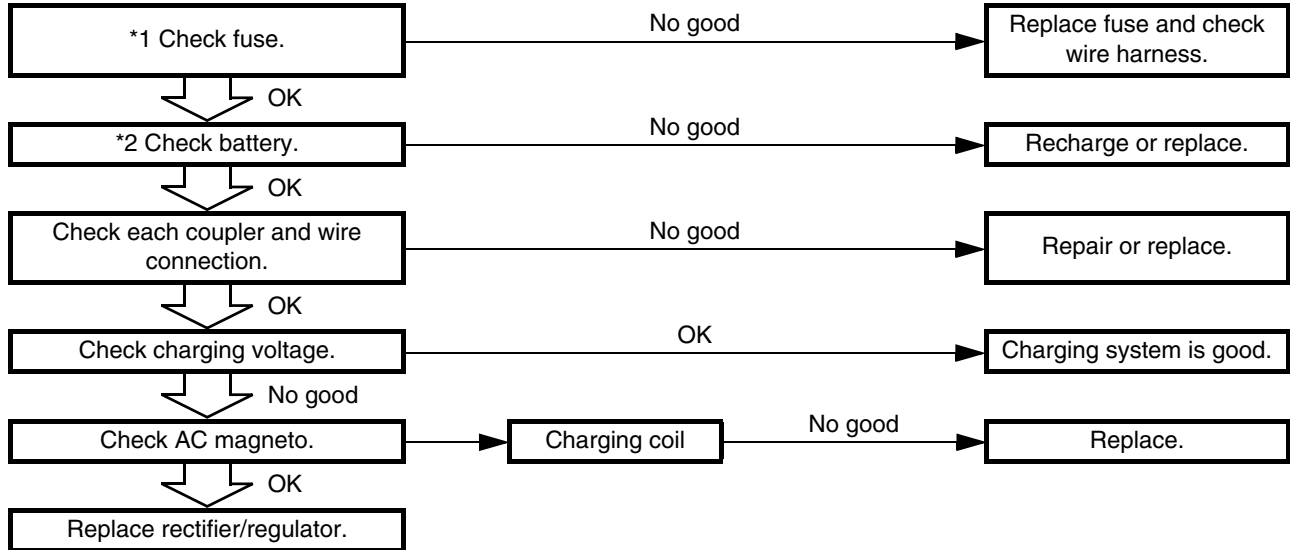 *1 Check fuse.
No good
Replace fuse and check
wire harness.
OK
*2 Check battery.
No good
Recharge or replace.
OK
Check each coupler and wire
connection.
No good
Repair or replace.
OK
Check charging voltage.
OK
Charging system is good.
No good
Check AC magneto.
Charging coil
No good
Replace.
OK
Replace rectifier/regulator.